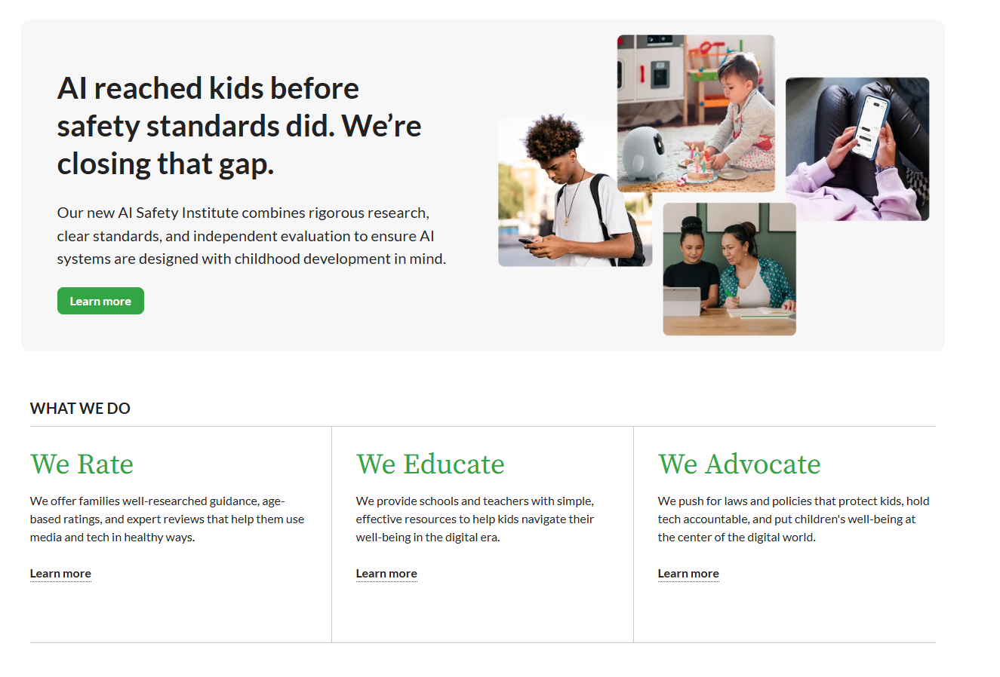 AI reached kids before
safety standards did. We’re
closing that gap.
Our new AI Safety Institute combines rigorous research,
clear standards, and independent evaluation to ensure AI
systems are designed with childhood development in mind.
Learn more
WHAT WE DO
We Rate
We offer families well-researched guidance, age-
based ratings, and expert reviews that help them use
media and tech in healthy ways.
Learn more
We Educate
We provide schools and teachers with simple,
effective resources to help kids navigate their
well-being in the digital era.
Learn more
We Advocate
We push for laws and policies that protect kids, hold
tech accountable, and put children's well-being at
the center of the digital world.
Learn more